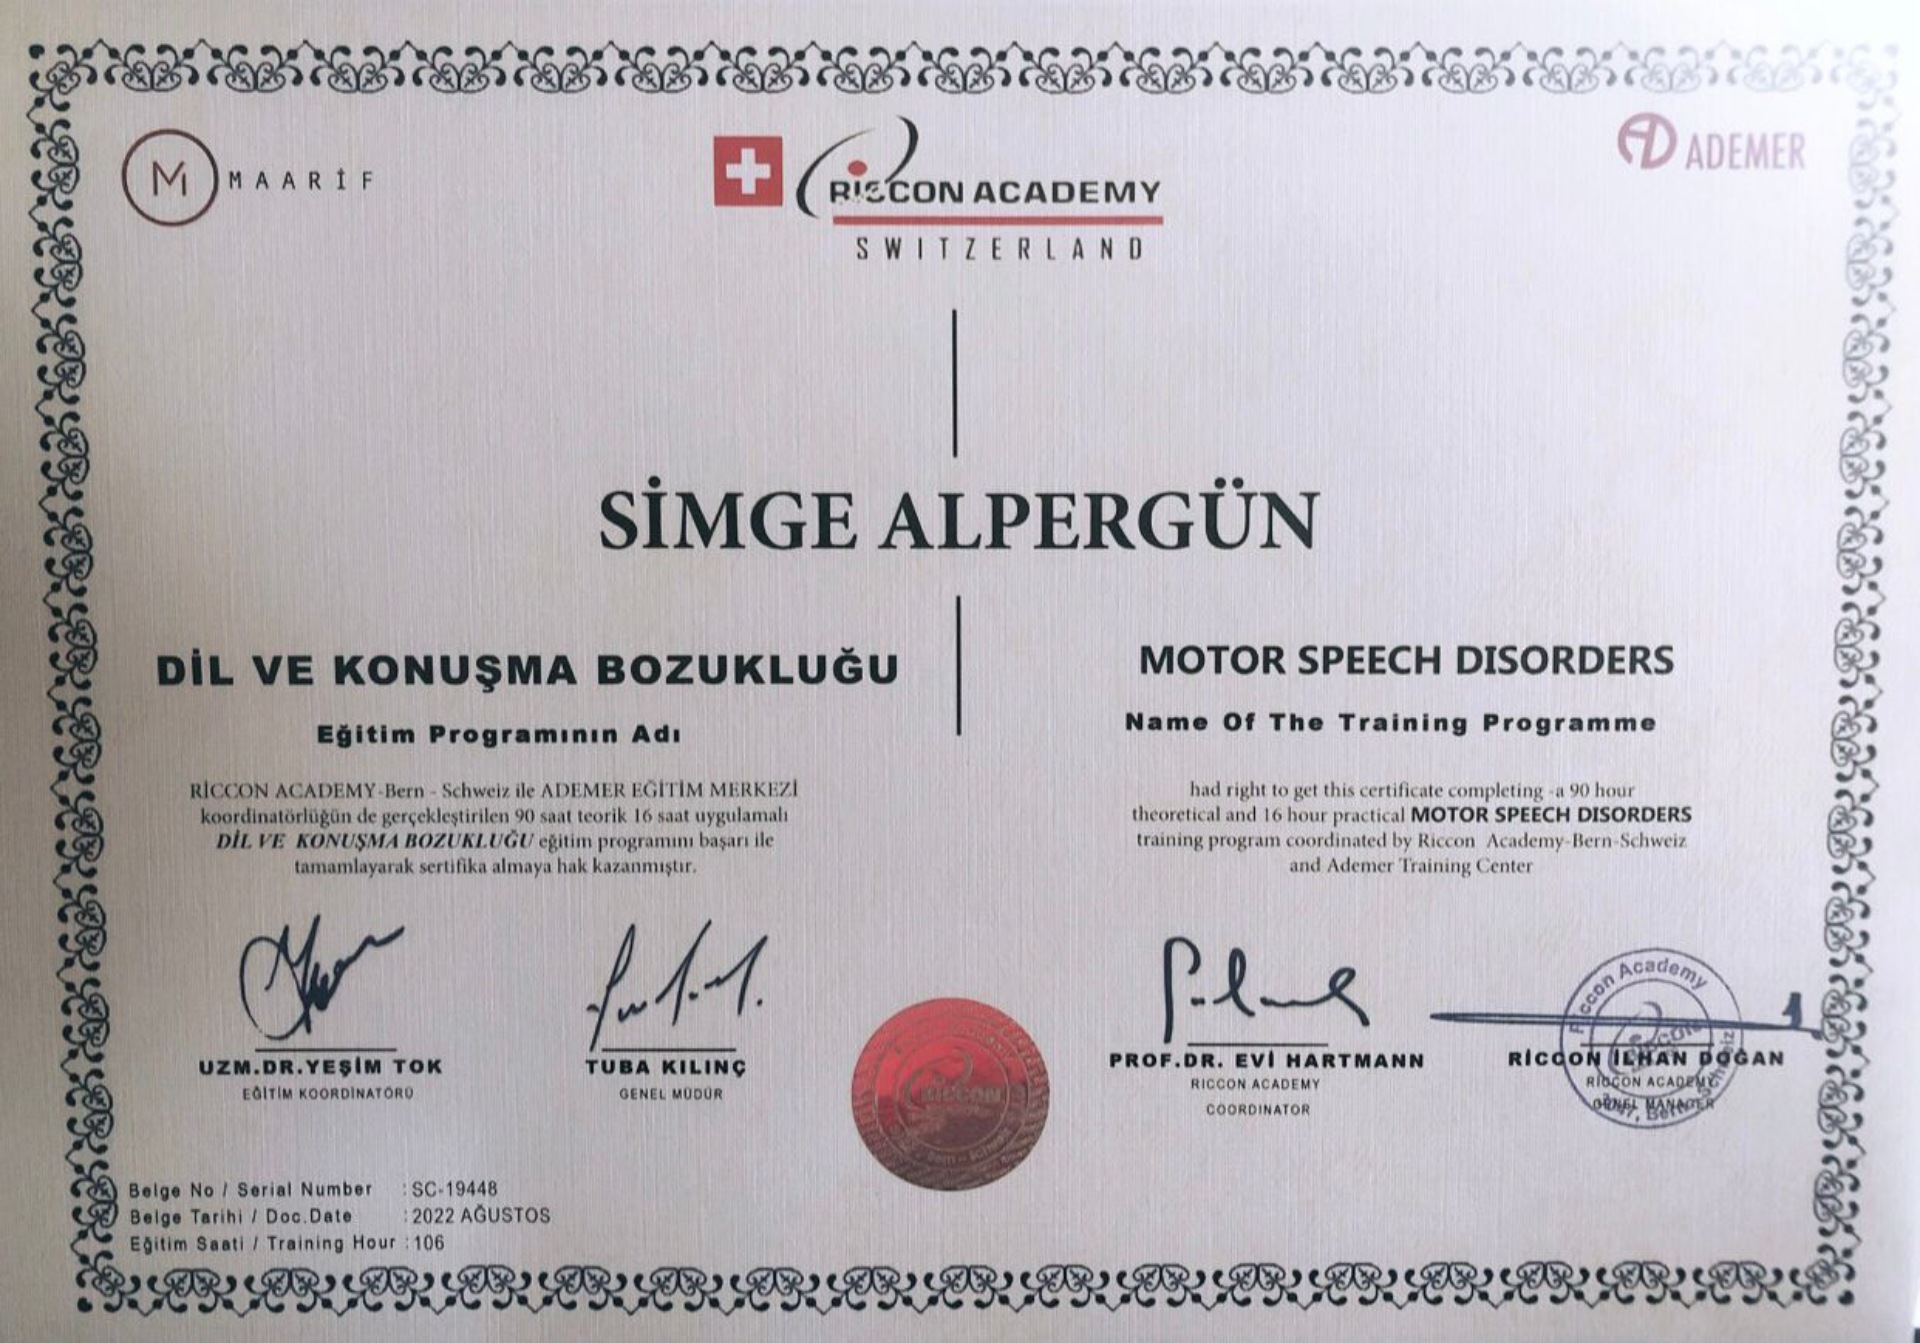 MAARİF
RICCON ACADEMY
SWITZERLAND
ADEMER
SİMGE ALPERGÜN
DİL VE KONUŞMA BOZUKLUĞU
Eğitim Programının Adı
RİCCON ACADEMY-Bern - Schweiz ile ADEMER EĞİTİM MERKEZİ
koordinatörlüğün de gerçekleştirilen 90 saat teorik 16 saat uygulamalı
DİL VE KONUŞMA BOZUKLUĞU eğitim programını başarı ile
tamamlayarak sertifika almaya hak kazanmıştır.
MOTOR SPEECH DISORDERS
Name Of The Training Programme
had right to get this certificate completing -a 90 hour
theoretical and 16 hour practical MOTOR SPEECH DISORDERS
training program coordinated by Riccon Academy-Bern-Schweiz
and Ademer Training Center
UZM.DR.YEŞİM TOK
EĞİTİM KOORDİNATÖRÜ
TUBA KILINÇ
GENEL MÜDÜR
RICCON
PROF.DR. EVİ HARTMANN
RICCON ACADEMY
COORDINATOR
Riccon Academy
RİCCON İLHAN DOĞAN
RICCON ACADEMY
GENEL MANAGER
Belge No / Serial Number : SC-19448
Belge Tarihi / Doc.Date : 2022 AĞUSTOS
Eğitim Saati / Training Hour : 106